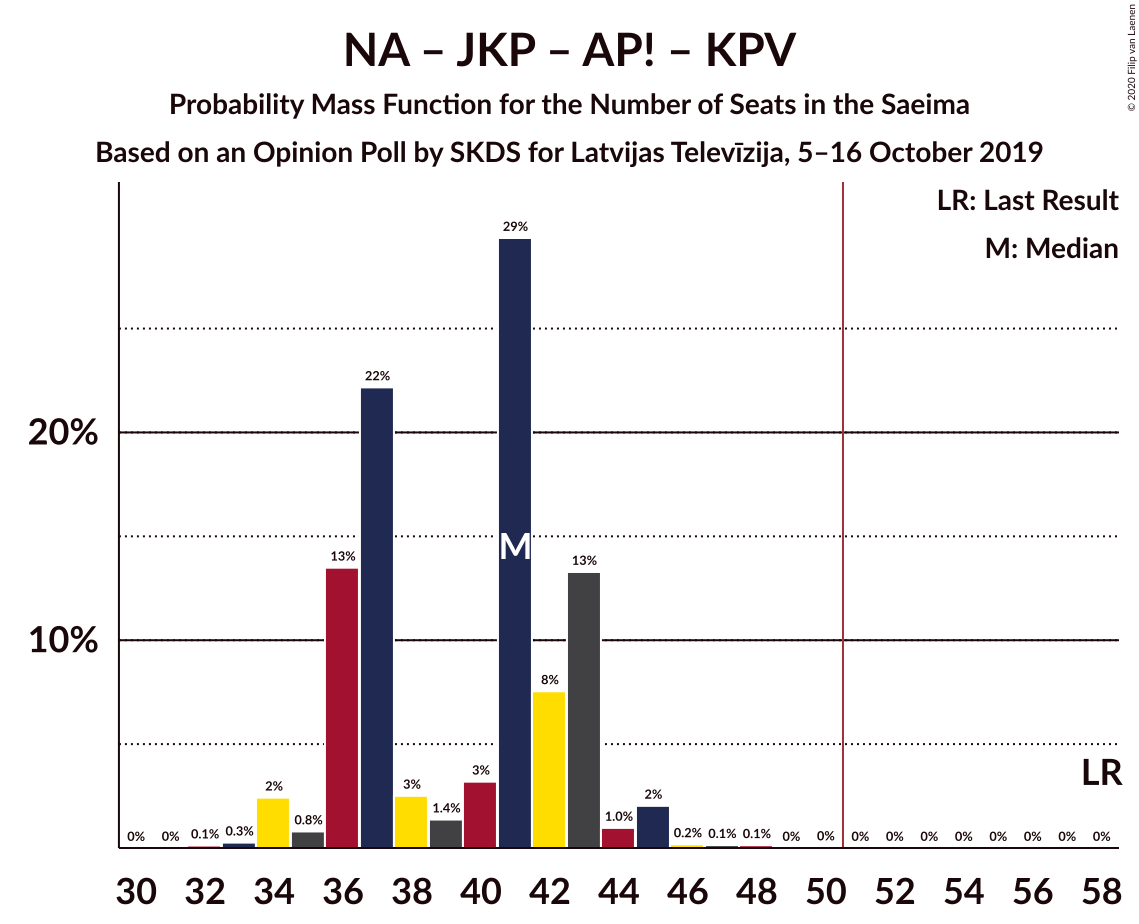 NA – JKP – AP! – KPV
Probability Mass Function for the Number of Seats in the Saeima
Based on an Opinion Poll by SKDS for Latvijas Televīzija, 5–16 October 2019
© 2020 Filip van Laenen
LR: Last Result
M: Median
20%
10%
0% 0% 0.1% 0.3% 2% 0.8% 13% 22% 3% 1.4% 3% 29% 8% 13% 1.0% 2% 0.2% 0.1% 0.1% 0% 0% 0% 0% 0% 0% 0% 0% 0% 0%
M
LR
30 32 34 36 38 40 42 44 46 48 50 52 54 56 58